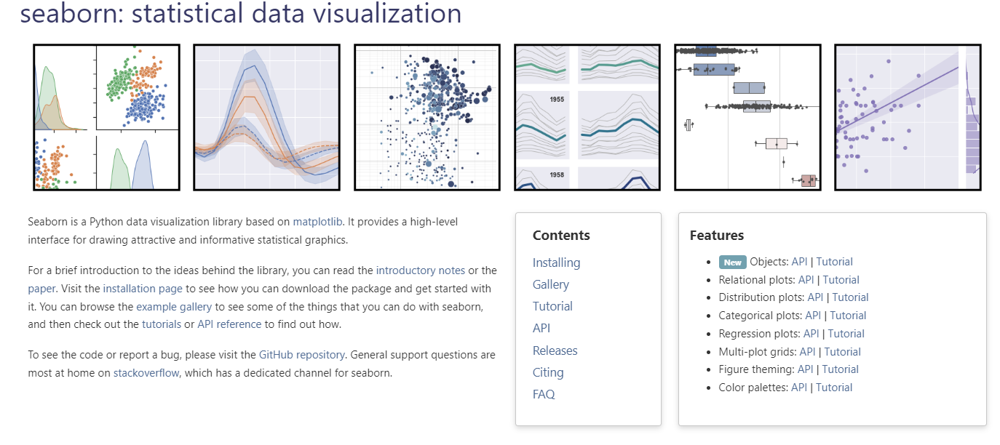 seaborn: statistical data visualization
1955
1958
Seaborn is a Python data visualization library based on matplotlib. It provides a high-level
interface for drawing attractive and informative statistical graphics.
For a brief introduction to the ideas behind the library, you can read the introductory notes or the
paper. Visit the installation page to see how you can download the package and get started with
it. You can browse the example gallery to see some of the things that you can do with seaborn,
and then check out the tutorials or API reference to find out how.
To see the code or report a bug, please visit the GitHub repository. General support questions are
most at home on stackoverflow, which has a dedicated channel for seaborn.
Contents
Installing
Gallery
Tutorial
API
Releases
Citing
FAQ
Features
New Objects: API | Tutorial
Relational plots: API | Tutorial
Distribution plots: API | Tutorial
Categorical plots: API | Tutorial
Regression plots: API | Tutorial
Multi-plot grids: API | Tutorial
Figure theming: API | Tutorial
Color palettes: API | Tutorial